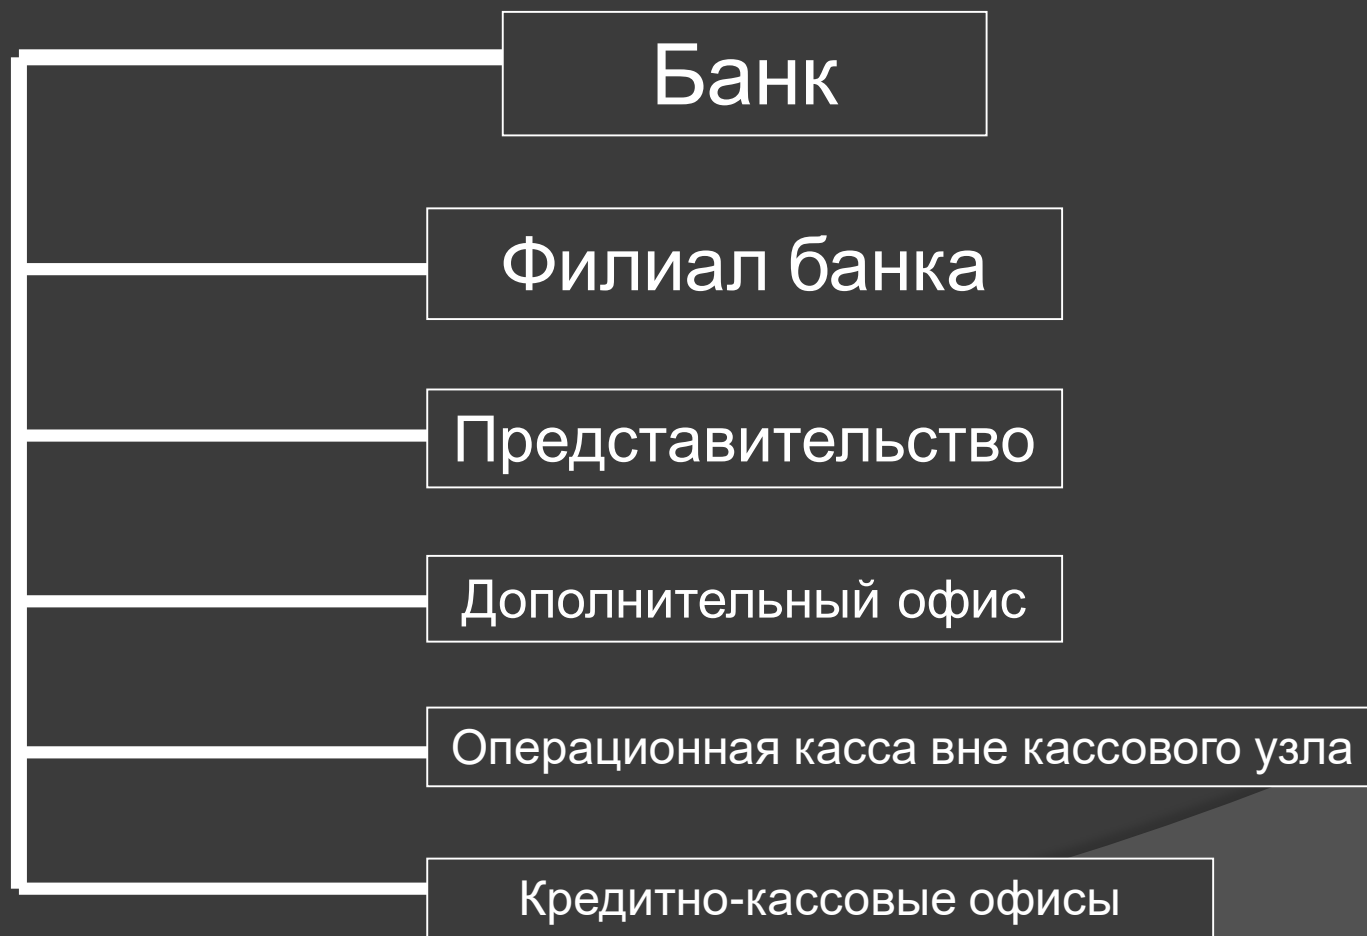 Банк
Филиал банка
Представительство
Дополнительный офис
Операционная касса вне кассового узла
Кредитно-кассовые офисы